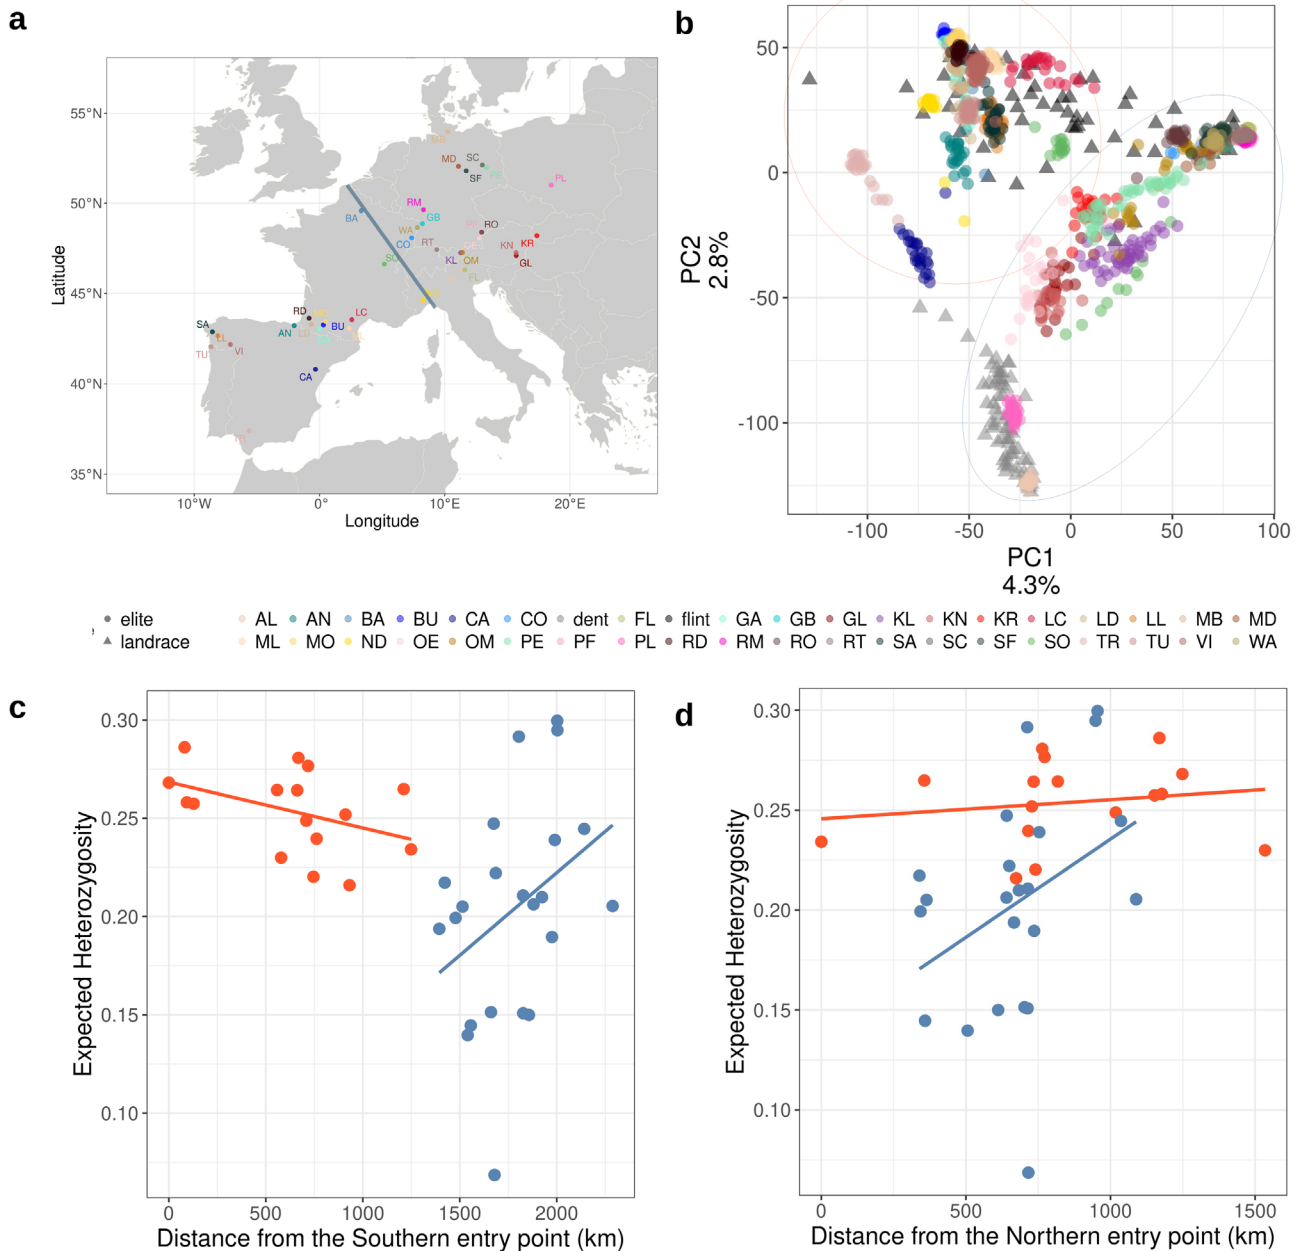 a
55°N
50°N
45°N
40°N
35°N
Latitude
10°W 0° 10°E 20°E
Longitude
MD SC
SF
PL
RM
BA GB
WA
CO
RT
RO
KN KR
GL
KL OM
FL
SO
RD
AN BU LC
LD
SA
LL
TU VI
CA
b
50
0
-50
-100
PC2
2.8%
-100 -50 0 50 100
PC1
4.3%
elite AL AN BA BU CA CO dent FL flint GA GB GL KL KN KR LC LD LL MB MD
landrace ML MO ND OE OM PE PF PL RD RM RO RT SA SC SF SO TR TU VI WA
c
0.30
0.25
0.20
0.15
0.10
Expected Heterozygosity
0 500 1000 1500 2000
Distance from the Southern entry point (km)
d
0.30
0.25
0.20
0.15
0.10
Expected Heterozygosity
0 500 1000 1500
Distance from the Northern entry point (km)